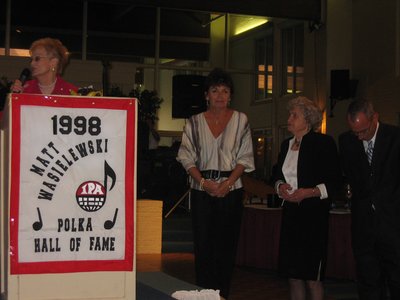 1998
MATT
WASIELEWSKI
IPA
POLKA
HALL OF FAME